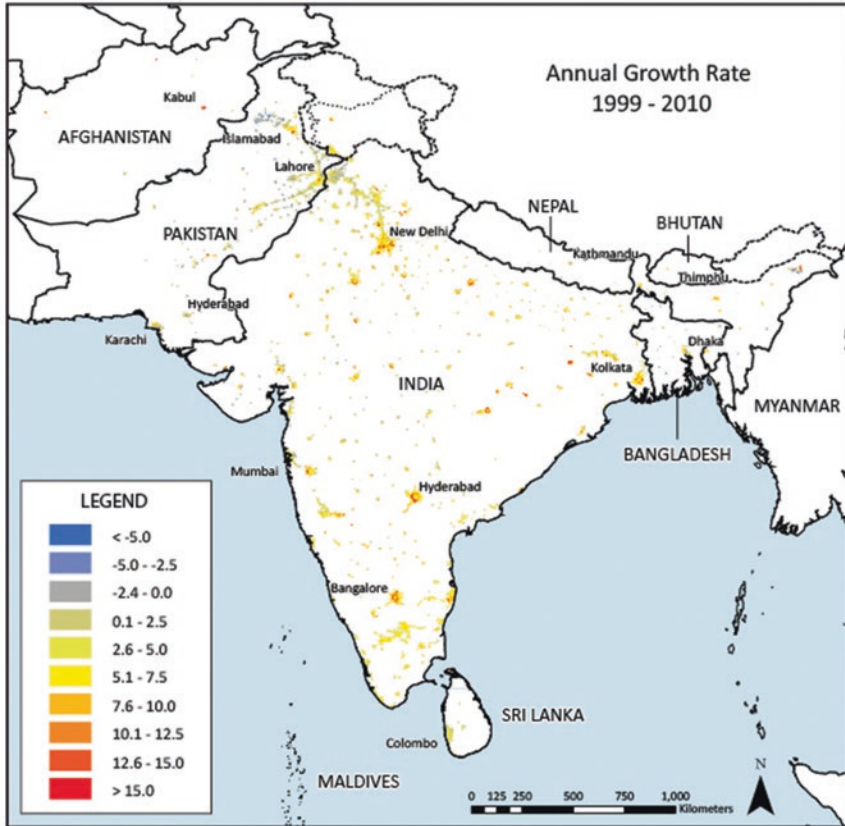 Annual Growth Rate
1999 - 2010
Kabul
AFGHANISTAN
Islamabad
Lahore
PAKISTAN
New Delhi
NEPAL
BHUTAN
Kathmandu
Thimphu
Hyderabad
Karachi
Dhaka
Kolkata
INDIA
MYANMAR
BANGLADESH
Mumbai
Hyderabad
Bangalore
SRI LANKA
Colombo
MALDIVES
LEGEND
< -5.0
-5.0 - -2.5
-2.4 - 0.0
0.1 - 2.5
2.6 - 5.0
5.1 - 7.5
7.6 - 10.0
10.1 - 12.5
12.6 - 15.0
> 15.0
N
0 125 250 500 750 1,000
Kilometers